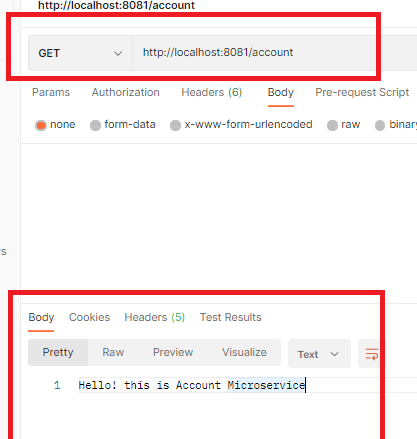 http://localhost:8081/account
GET http://localhost:8081/account
Params Authorization Headers (6) Body Pre-request Script
none form-data x-www-form-urlencoded raw binary
Body Cookies Headers (5) Test Results
Pretty Raw Preview Visualize Text
1 Hello! this is Account Microservice